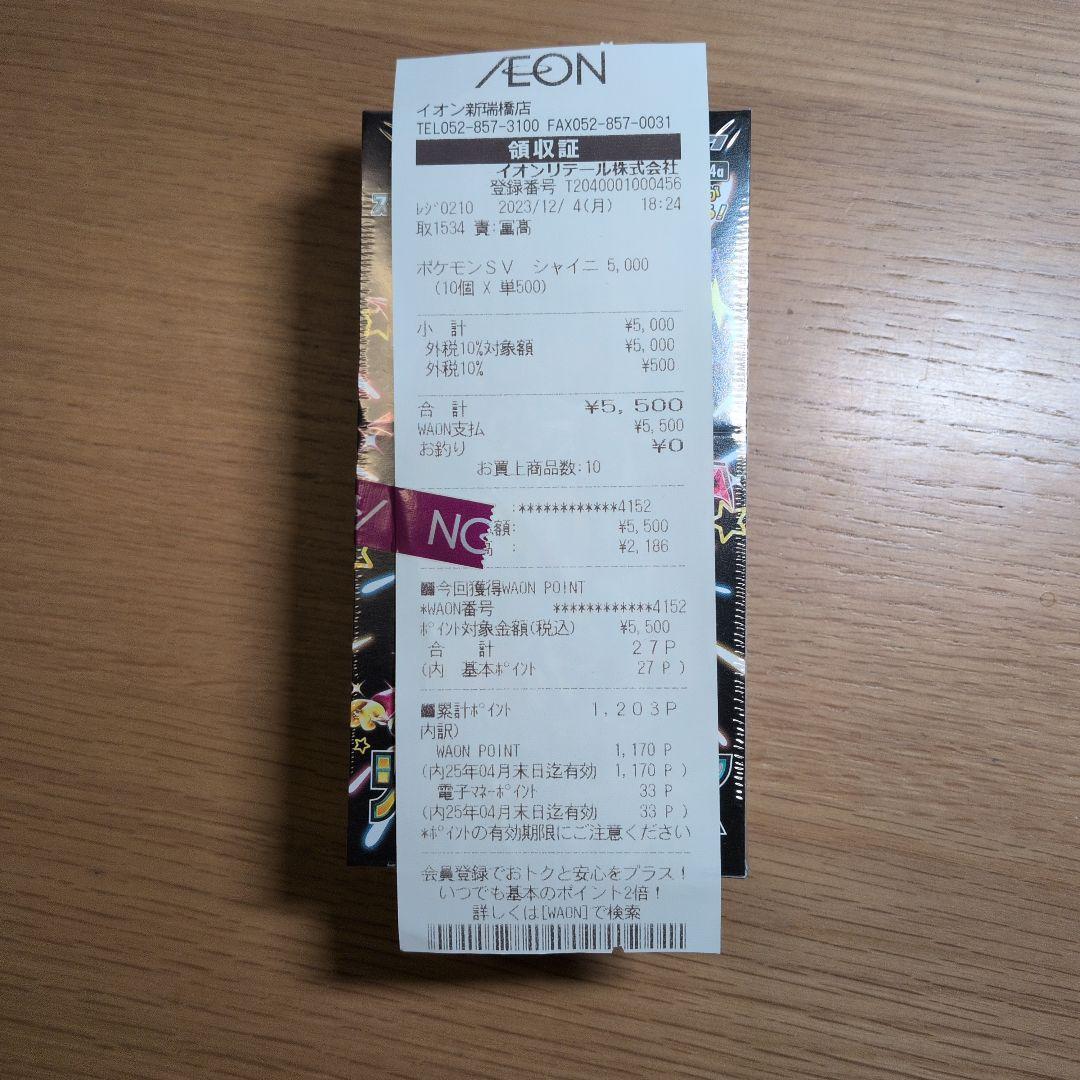 ÆON
イオン新瑞橋店
TEL052-857-3100 FAX052-857-0031
領収証
イオンリテール株式会社
登録番号 T2040001000456
ﾚｼﾞ0210 2023/12/ 4(月) 18:24
取1534 責:冨高
ポケモンＳＶ シャイニ 5,000
(10個 X 単500)
小 計 ¥5,000
外税10%対象額 ¥5,000
外税10% ¥500
合 計 ¥5,500
WAON支払 ¥5,500
お釣り ¥0
お買上商品数:10
:************4152
額: ¥5,500
高 : ¥2,186
今回獲得WAON POINT
*WAON番号 ************4152
ﾎﾟｲﾝﾄ対象金額(税込) ¥5,500
合 計 27P
(内 基本ﾎﾟｲﾝﾄ 27 P )
累計ﾎﾟｲﾝﾄ 1,203P
内訳)
WAON POINT 1,170 P
(内25年04月末日迄有効 1,170 P )
電子ﾏﾈｰﾎﾟｲﾝﾄ 33 P
(内25年04月末日迄有効 33 P )
*ﾎﾟｲﾝﾄの有効期限にご注意ください
会員登録でおトクと安心をプラス！
いつでも基本のポイント2倍！
詳しくは[WAON]で検索
4a